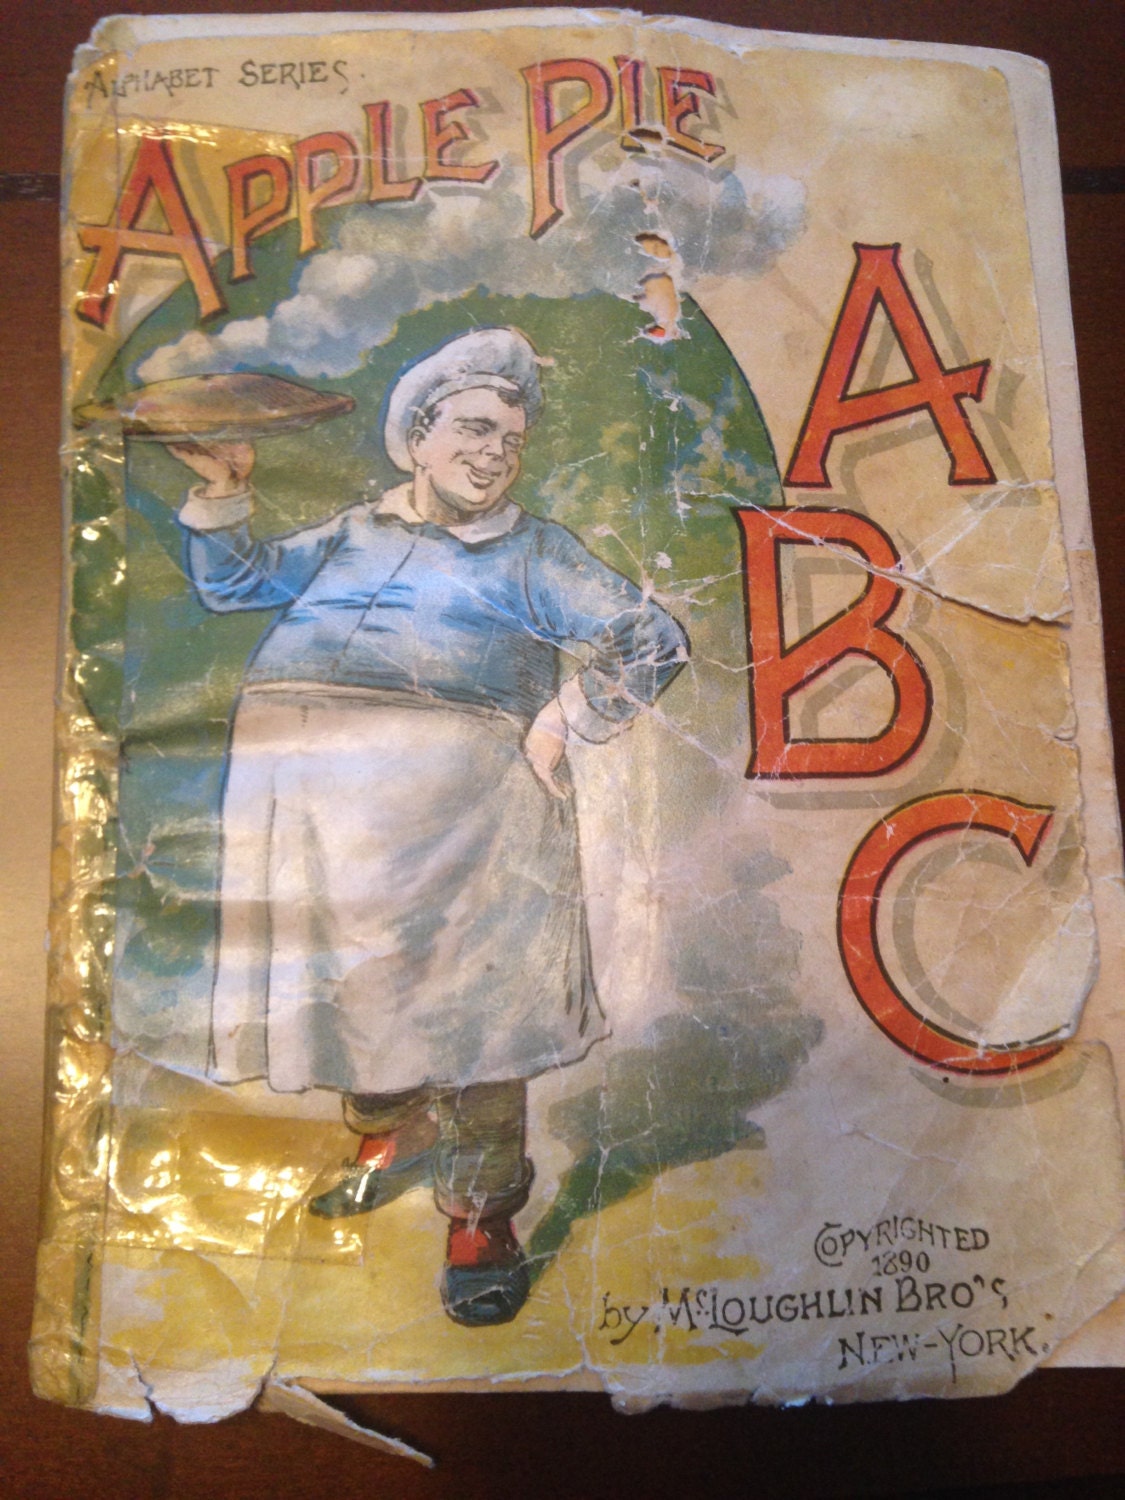 ALPHABET SERIES.
APPLE PIE
A
B
C
COPYRIGHTED
1890
by McLOUGHLIN BRO'S,
NEW-YORK.